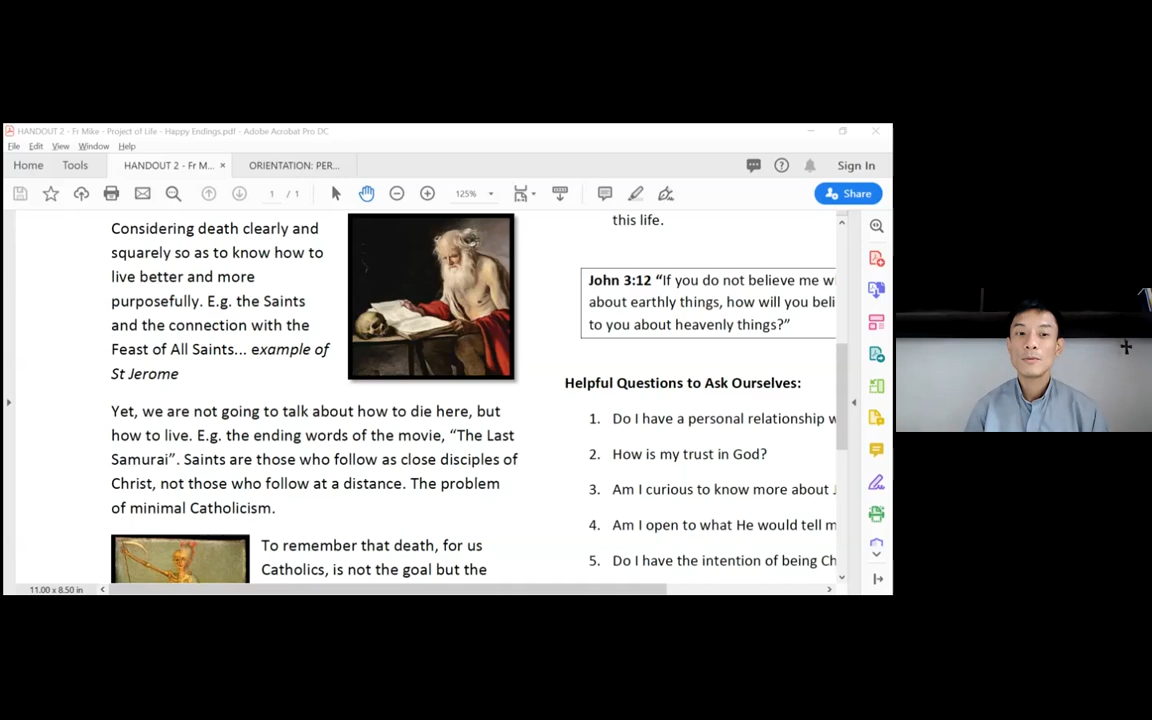 HANDOUT 2 - Fr Mike - Project of Life - Happy Endings.pdf - Adobe Acrobat Pro DC
File Edit View Window Help
Home Tools HANDOUT 2 - Fr M... × ORIENTATION: PER... Sign In
1 / 1 125% Share
Considering death clearly and
squarely so as to know how to
live better and more
purposefully. E.g. the Saints
and the connection with the
Feast of All Saints... example of
St Jerome
Yet, we are not going to talk about how to die here, but
how to live. E.g. the ending words of the movie, “The Last
Samurai”. Saints are those who follow as close disciples of
Christ, not those who follow at a distance. The problem
of minimal Catholicism.
To remember that death, for us
Catholics, is not the goal but the
this life.
John 3:12 “If you do not believe me w
about earthly things, how will you beli
to you about heavenly things?”
Helpful Questions to Ask Ourselves:
1. Do I have a personal relationship w
2. How is my trust in God?
3. Am I curious to know more about J
4. Am I open to what He would tell m
5. Do I have the intention of being Ch
11.00 x 8.50 in